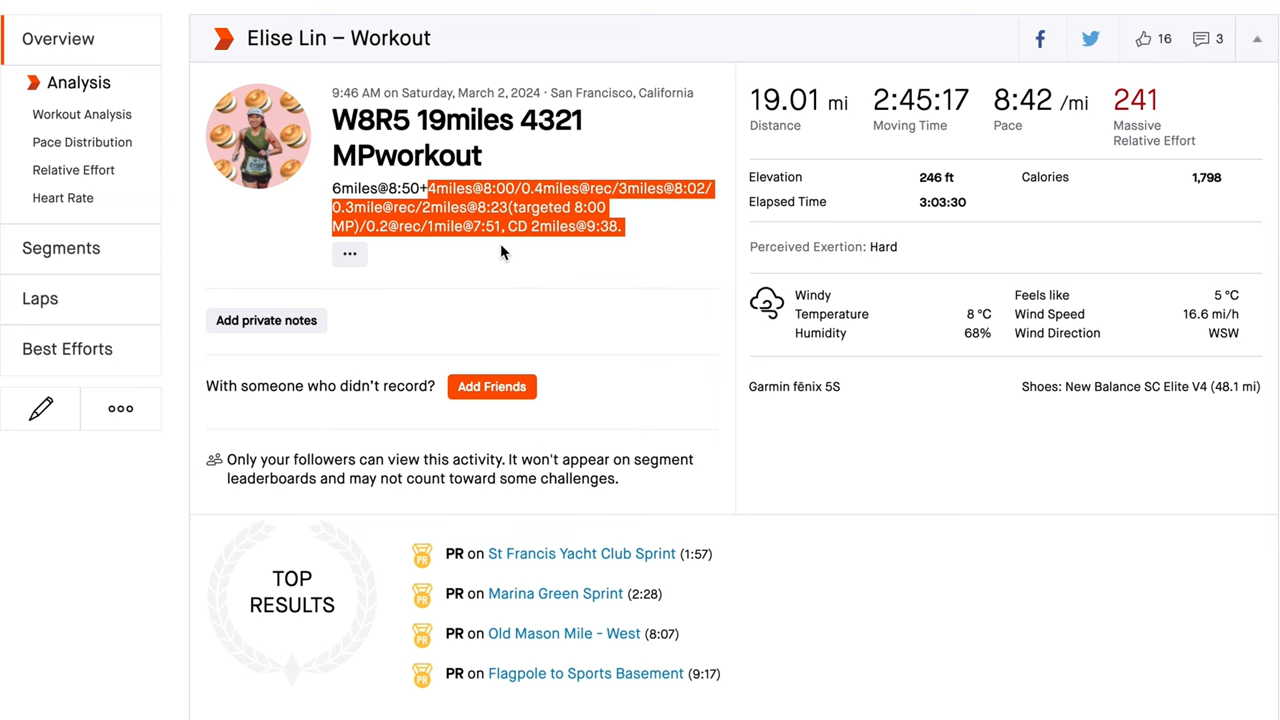 Overview
Analysis
Workout Analysis
Pace Distribution
Relative Effort
Heart Rate
Segments
Laps
Best Efforts
Elise Lin – Workout
16
3
9:46 AM on Saturday, March 2, 2024 · San Francisco, California
W8R5 19miles 4321
MPworkout
6miles@8:50+4miles@8:00/0.4miles@rec/3miles@8:02/
0.3mile@rec/2miles@8:23(targeted 8:00
MP)/0.2@rec/1mile@7:51, CD 2miles@9:38.
Add private notes
With someone who didn't record? Add Friends
Only your followers can view this activity. It won't appear on segment
leaderboards and may not count toward some challenges.
19.01 mi
Distance
2:45:17
Moving Time
8:42 /mi
Pace
241
Massive
Relative Effort
Elevation 246 ft Calories 1,798
Elapsed Time 3:03:30
Perceived Exertion: Hard
Windy
Temperature 8 °C
Humidity 68%
Feels like 5 °C
Wind Speed 16.6 mi/h
Wind Direction WSW
Garmin fēnix 5S Shoes: New Balance SC Elite V4 (48.1 mi)
TOP
RESULTS
PR PR on St Francis Yacht Club Sprint (1:57)
PR PR on Marina Green Sprint (2:28)
PR PR on Old Mason Mile - West (8:07)
PR PR on Flagpole to Sports Basement (9:17)